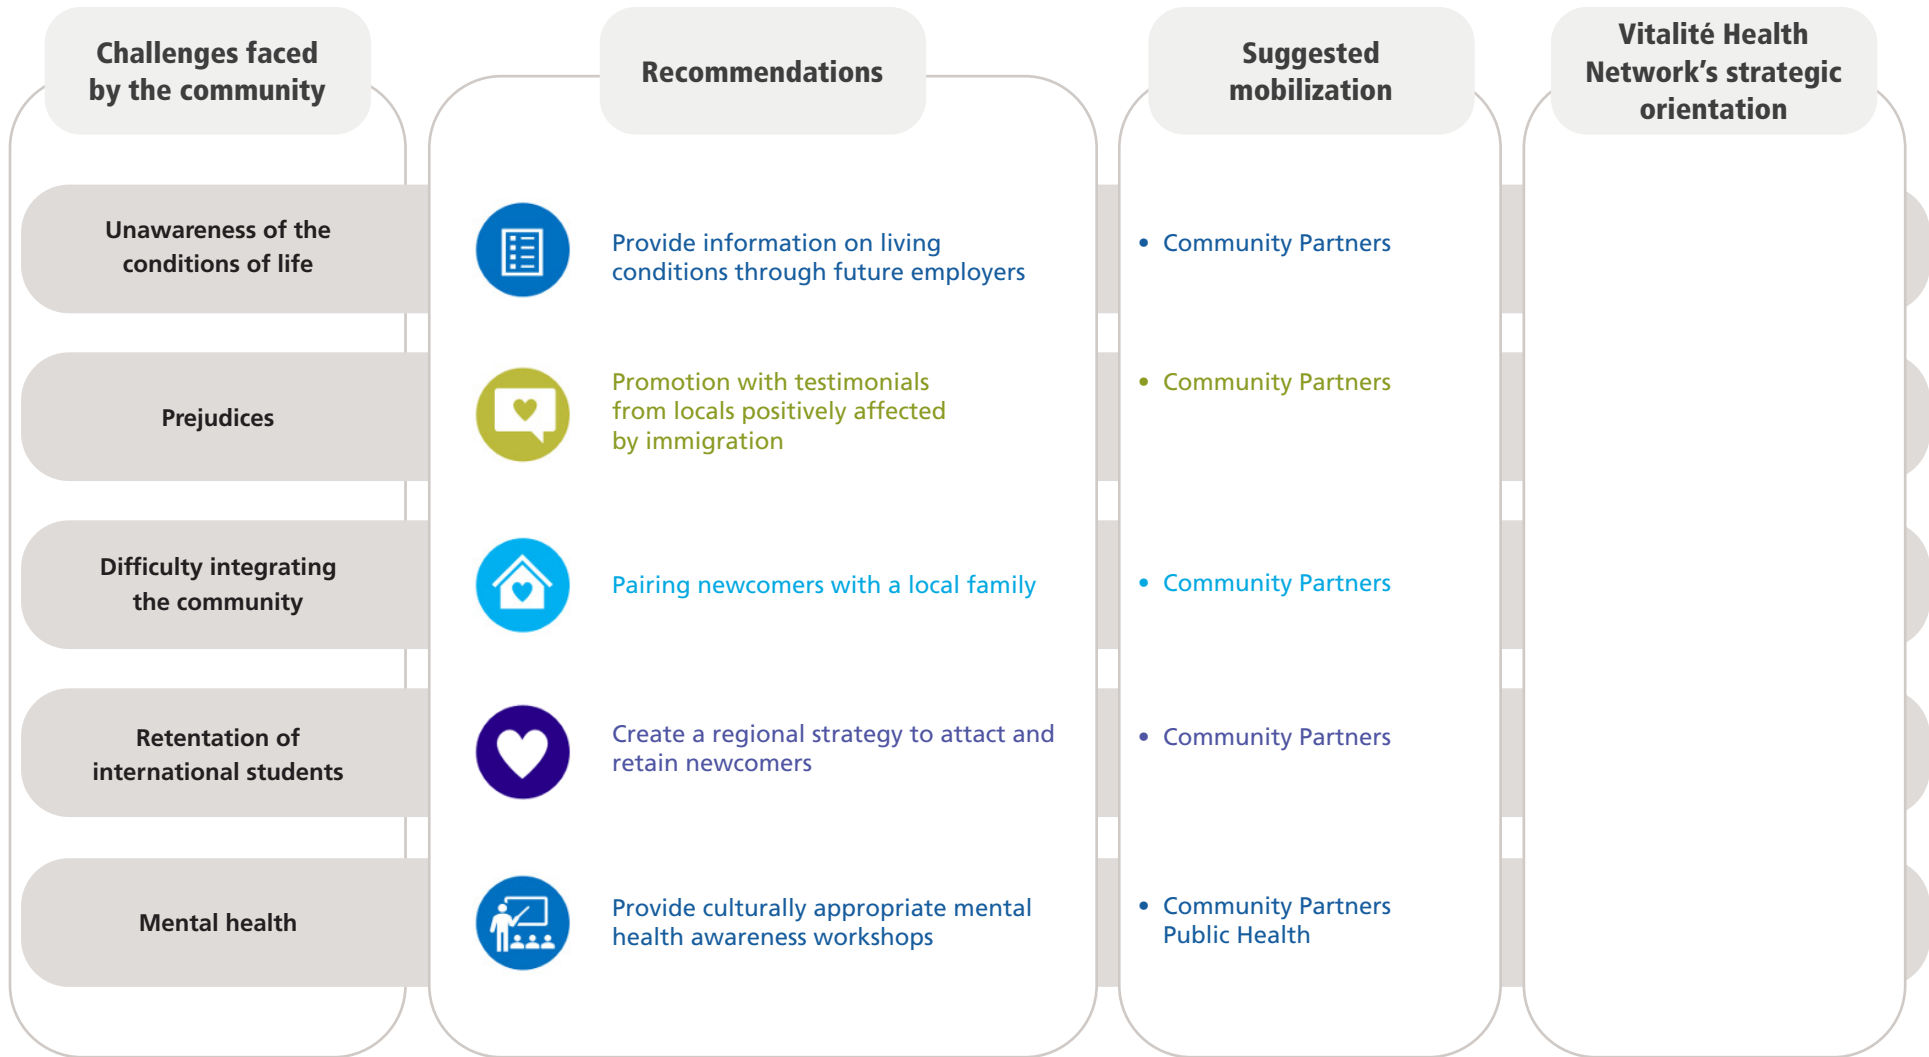 Challenges faced
by the community
Recommendations
Suggested
mobilization
Vitalité Health
Network's strategic
orientation
Unawareness of the
conditions of life
Provide information on living
conditions through future employers
• Community Partners
Prejudices
Promotion with testimonials
from locals positively affected
by immigration
• Community Partners
Difficulty integrating
the community
Pairing newcomers with a local family
• Community Partners
Retentation of
international students
Create a regional strategy to attact and
retain newcomers
• Community Partners
Mental health
Provide culturally appropriate mental
health awareness workshops
• Community Partners
Public Health